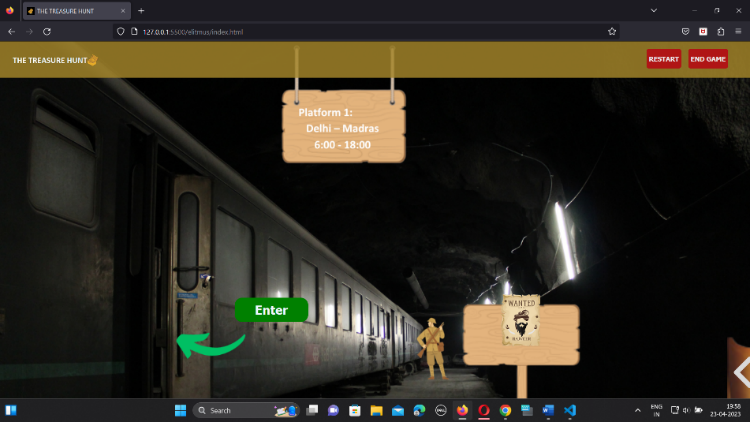 THE TREASURE HUNT
127.0.0.1:5500/elitmus/index.html
THE TREASURE HUNT
RESTART
END GAME
Platform 1:
Delhi – Madras
6:00 - 18:00
Enter
WANTED
Search
ENG
IN
19:58
23-04-2023